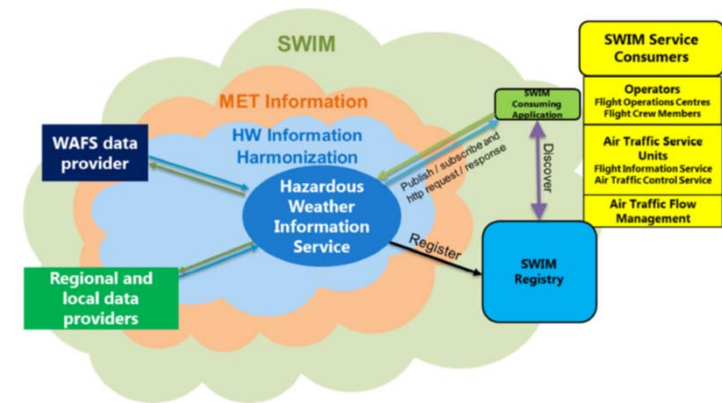 SWIM
MET Information
HW Information
Harmonization
WAFS data
provider
Hazardous
Weather
Information
Service
Regional and
local data
providers
Publish / subscribe and
http request / response
Register
SWIM
Consuming
Application
Discover
SWIM
Registry
SWIM Service
Consumers
Operators
Flight Operations Centres
Flight Crew Members
Air Traffic Service
Units
Flight Information Service
Air Traffic Control Service
Air Traffic Flow
Management